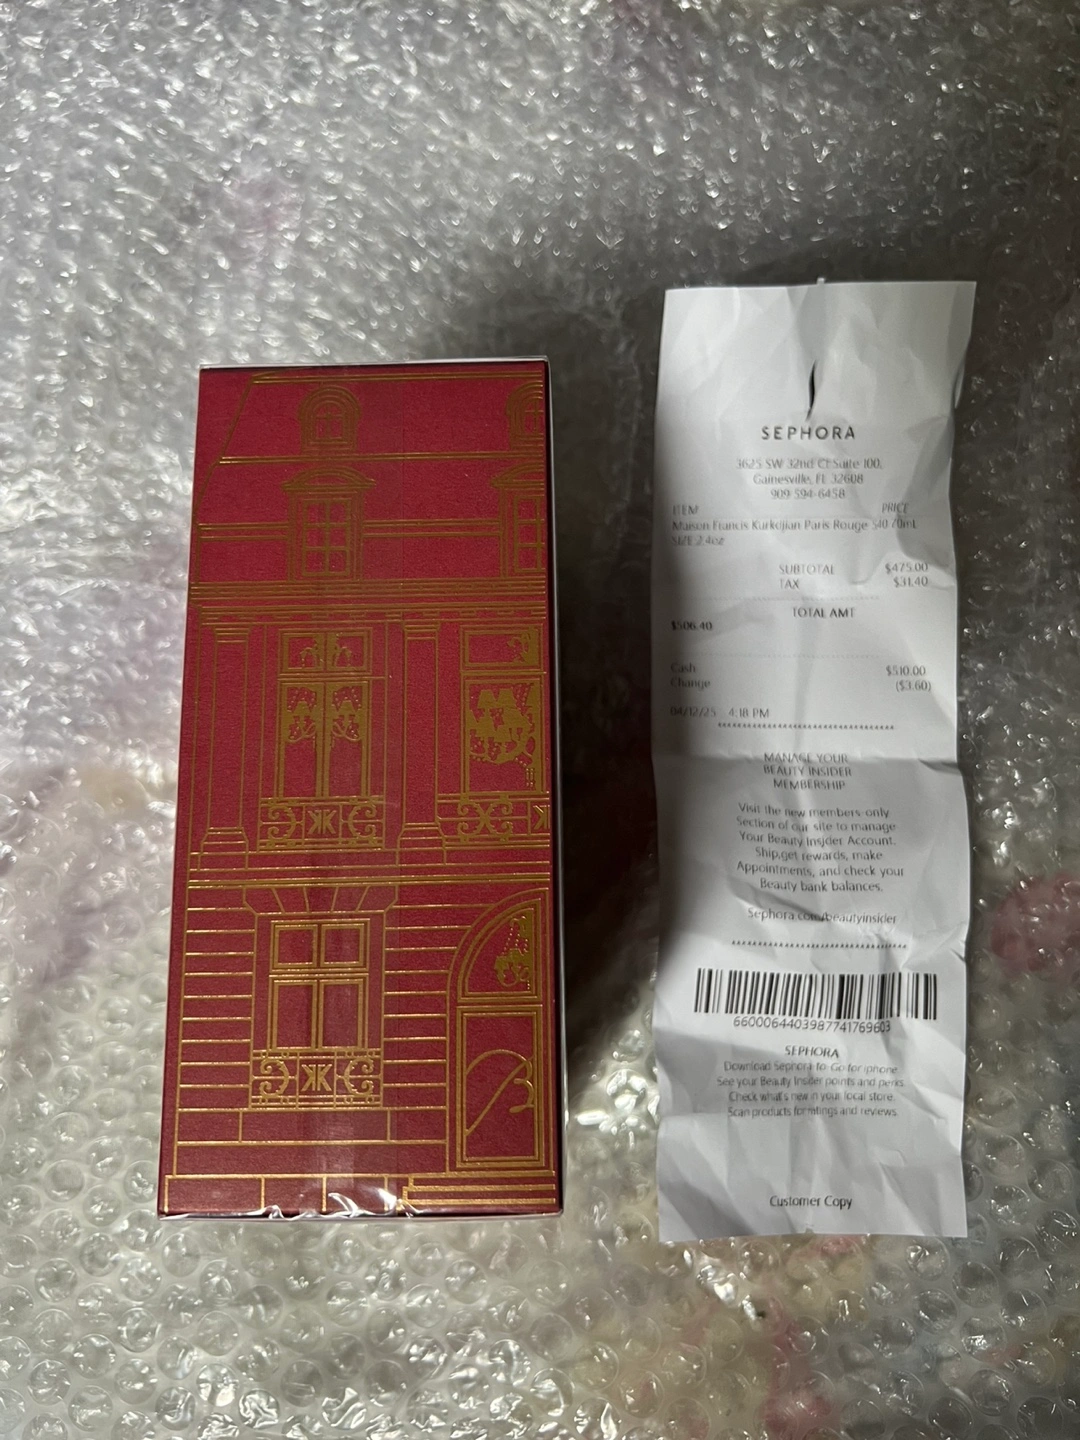 SEPHORA
3625 SW 32nd Ct Suite 100,
Gainesville, FL 32608
909 594-6458
ITEM PRICE
Maison Francis Kurkdjian Paris Rouge 540 70mL
SIZE 2.4oz
SUBTOTAL $475.00
TAX $31.40
TOTAL AMT
$506.40
Cash $510.00
Change ($3.60)
04/12/25 4:18 PM
MANAGE YOUR
BEAUTY INSIDER
MEMBERSHIP
Visit the new members-only
Section of our site to manage
Your Beauty Insider Account.
Ship,get rewards, make
Appointments, and check your
Beauty bank balances.
Sephora.com/beautyinsider
6600064403987741769603
SEPHORA
Download Sephora to Go for iphone
See your Beauty Insider points and perks
Check what's new n your local store.
Scan products for ratings and reviews.
Customer Copy